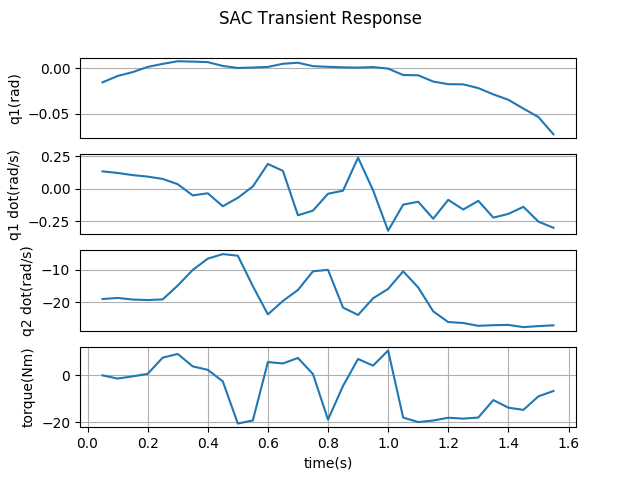 SAC Transient Response
0.00
−0.05
q1(rad)
0.25
0.00
−0.25
q1 dot(rad/s)
−10
−20
q2 dot(rad/s)
0
−20
torque(Nm)
0.0 0.2 0.4 0.6 0.8 1.0 1.2 1.4 1.6
time(s)